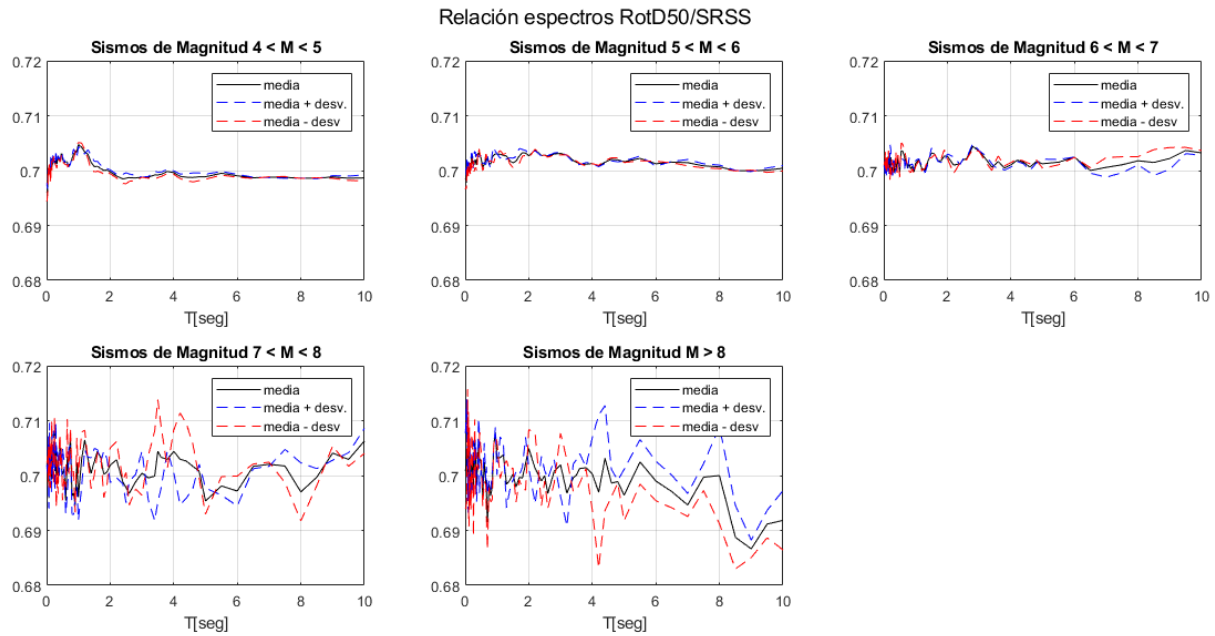 Relación espectros RotD50/SRSS
Sismos de Magnitud 4 < M < 5
0.72
0.71
0.7
0.69
0.68
0 2 4 6 8 10
T[seg]
media
media + desv.
media - desv
Sismos de Magnitud 5 < M < 6
0.72
0.71
0.7
0.69
0.68
0 2 4 6 8 10
T[seg]
media
media + desv.
media - desv
Sismos de Magnitud 6 < M < 7
0.72
0.71
0.7
0.69
0.68
0 2 4 6 8 10
T[seg]
media
media + desv.
media - desv
Sismos de Magnitud 7 < M < 8
0.72
0.71
0.7
0.69
0.68
0 2 4 6 8 10
T[seg]
media
media + desv.
media - desv
Sismos de Magnitud M > 8
0.72
0.71
0.7
0.69
0.68
0 2 4 6 8 10
T[seg]
media
media + desv.
media - desv